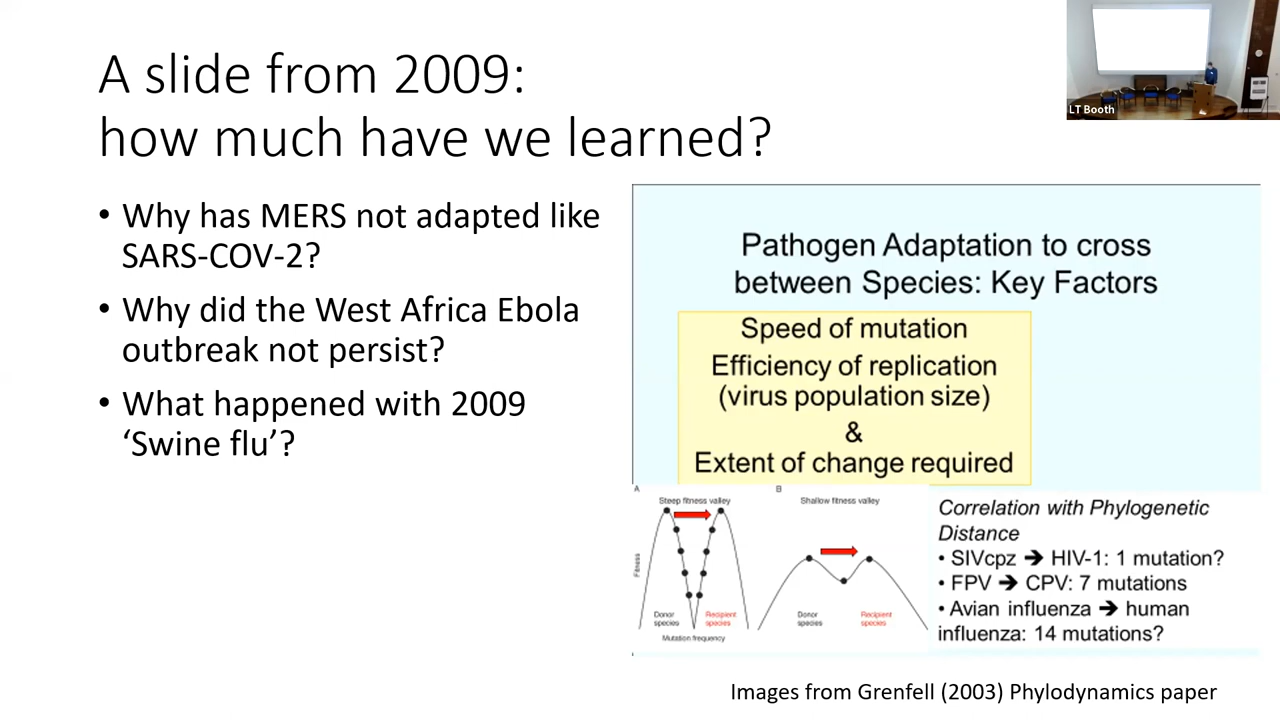 A slide from 2009:
how much have we learned?
LT Booth
• Why has MERS not adapted like
SARS-COV-2?
• Why did the West Africa Ebola
outbreak not persist?
• What happened with 2009
‘Swine flu’?
Pathogen Adaptation to cross
between Species: Key Factors
Speed of mutation
Efficiency of replication
(virus population size)
&
Extent of change required
A
Steep fitness valley
Fitness
Donor
species
Recipient
species
Mutation frequency
B
Shallow fitness valley
Donor
species
Recipient
species
Correlation with Phylogenetic
Distance
• SIVcpz ➔ HIV-1: 1 mutation?
• FPV ➔ CPV: 7 mutations
• Avian influenza ➔ human
influenza: 14 mutations?
Images from Grenfell (2003) Phylodynamics paper